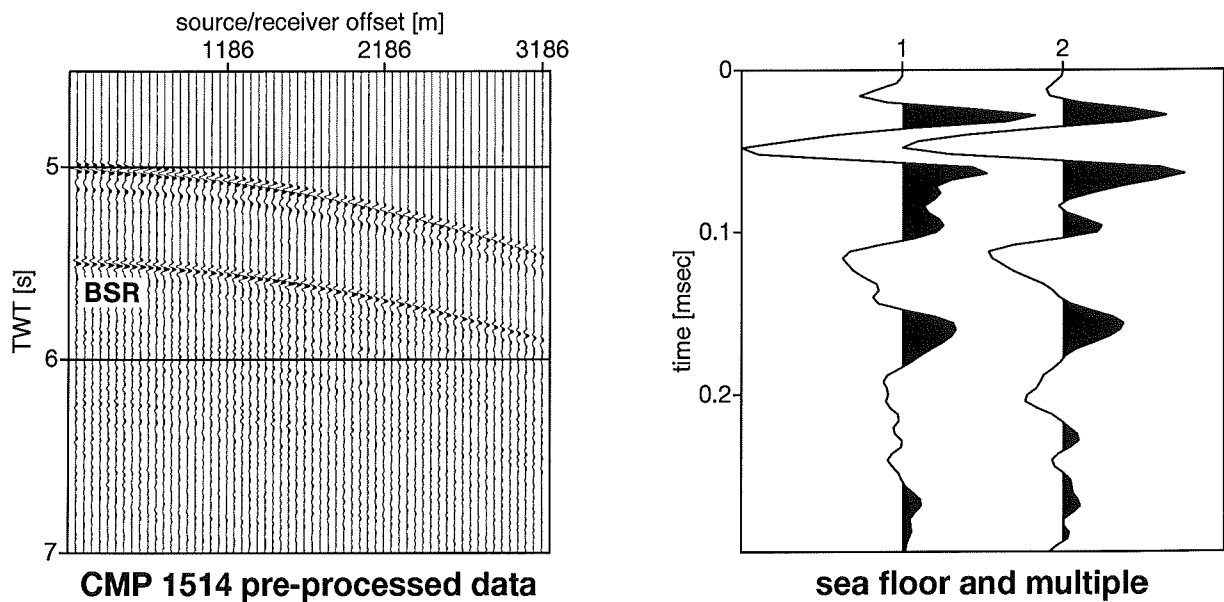 source/receiver offset [m]
1186 2186 3186
5
6
7
TWT [s]
BSR
CMP 1514 pre-processed data
1 2
0
0.1
0.2
time [msec]
sea floor and multiple